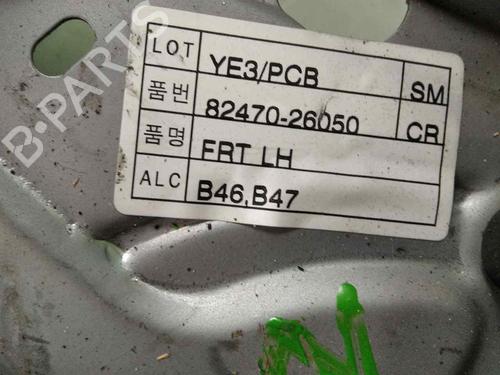 LOT YE3/PCB SM
품번 82470-26050 CR
품명 FRT LH
ALC B46,B47
B-PARTS
N